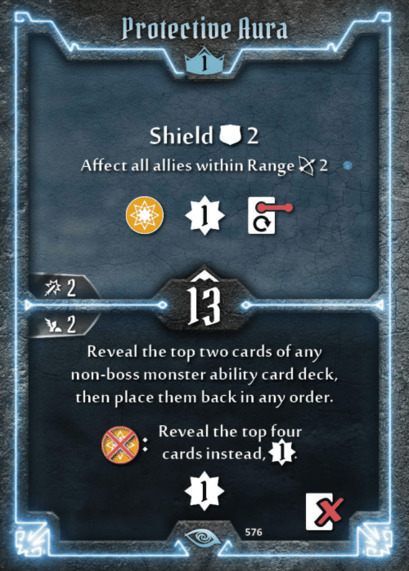 Protective Aura
1
Shield 2
Affect all allies within Range 2
1
2
13
2
Reveal the top two cards of any
non-boss monster ability card deck,
then place them back in any order.
: Reveal the top four
cards instead, 1.
1
576